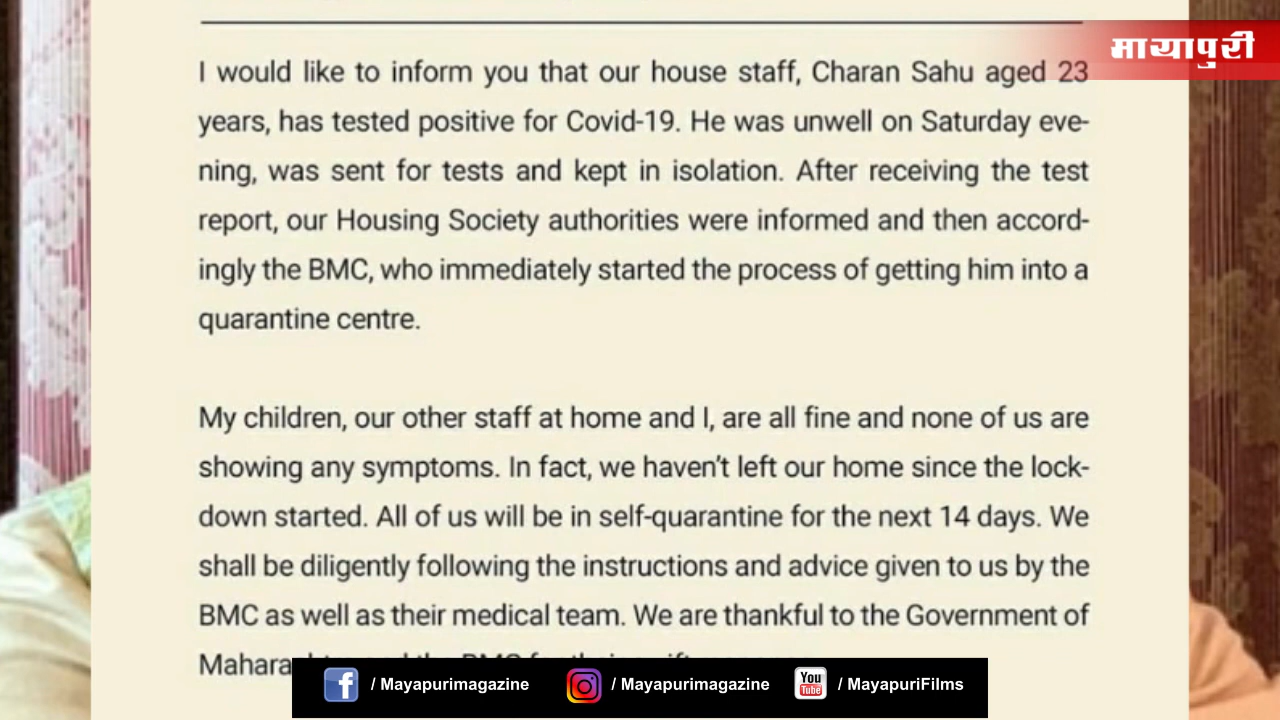 मायापुरी
I would like to inform you that our house staff, Charan Sahu aged 23
years, has tested positive for Covid-19. He was unwell on Saturday eve-
ning, was sent for tests and kept in isolation. After receiving the test
report, our Housing Society authorities were informed and then accord-
ingly the BMC, who immediately started the process of getting him into a
quarantine centre.
My children, our other staff at home and I, are all fine and none of us are
showing any symptoms. In fact, we haven't left our home since the lock-
down started. All of us will be in self-quarantine for the next 14 days. We
shall be diligently following the instructions and advice given to us by the
BMC as well as their medical team. We are thankful to the Government of
/ Mayapurimagazine / Mayapurimagazine You Tube / MayapuriFilms